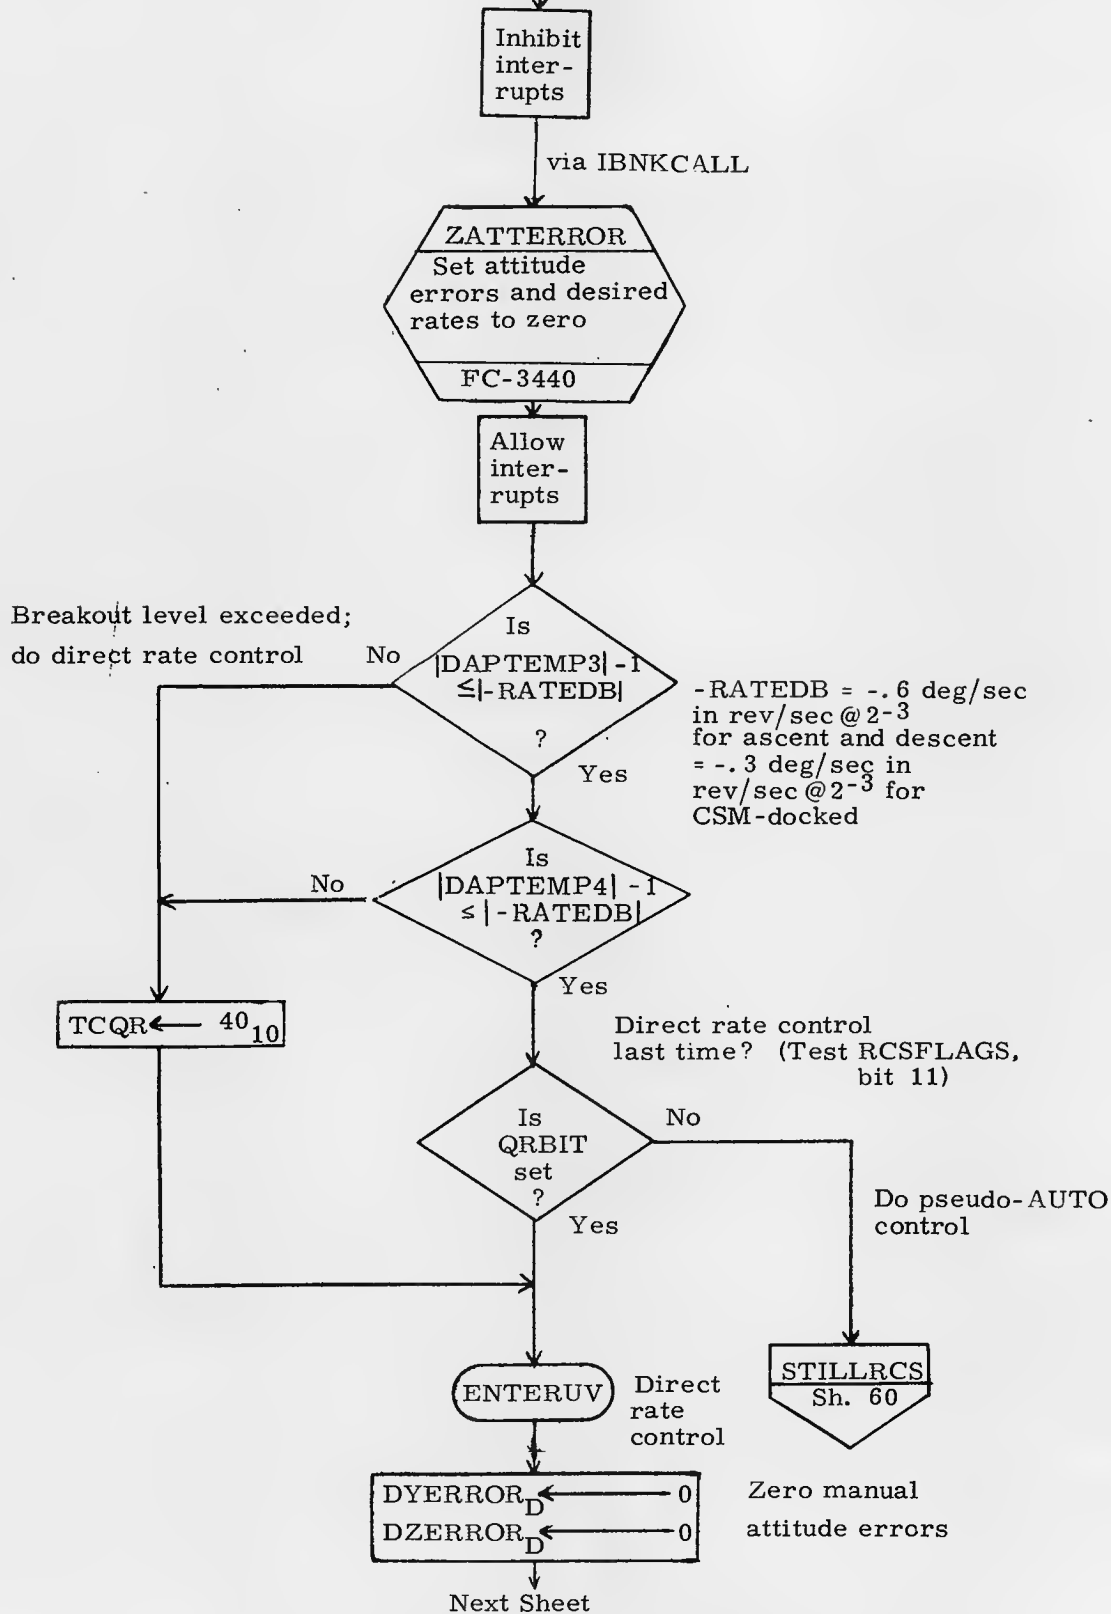 Inhibit
inter-
rupts
via IBNKCALL
ZATTERROR
Set attitude
errors and desired
rates to zero
FC-3440
Allow
inter-
rupts
Breakout level exceeded;
do direct rate control
No
Is
|DAPTEMP3| -1
≤|-RATEDB|
?
Yes
-RATEDB = -.6 deg/sec
in rev/sec @ 2-3
for ascent and descent
= -.3 deg/sec in
rev/sec @ 2-3 for
CSM-docked
No
Is
|DAPTEMP4| -1
≤ |-RATEDB|
?
Yes
TCQR ← 40 10
Direct rate control
last time? (Test RCSFLAGS,
bit 11)
Is
QRBIT
set
?
No
Yes
Do pseudo-AUTO
control
STILLRCS
Sh. 60
ENTERUV
Direct
rate
control
DYERROR D ← 0
DZERROR D ← 0
Zero manual
attitude errors
Next Sheet